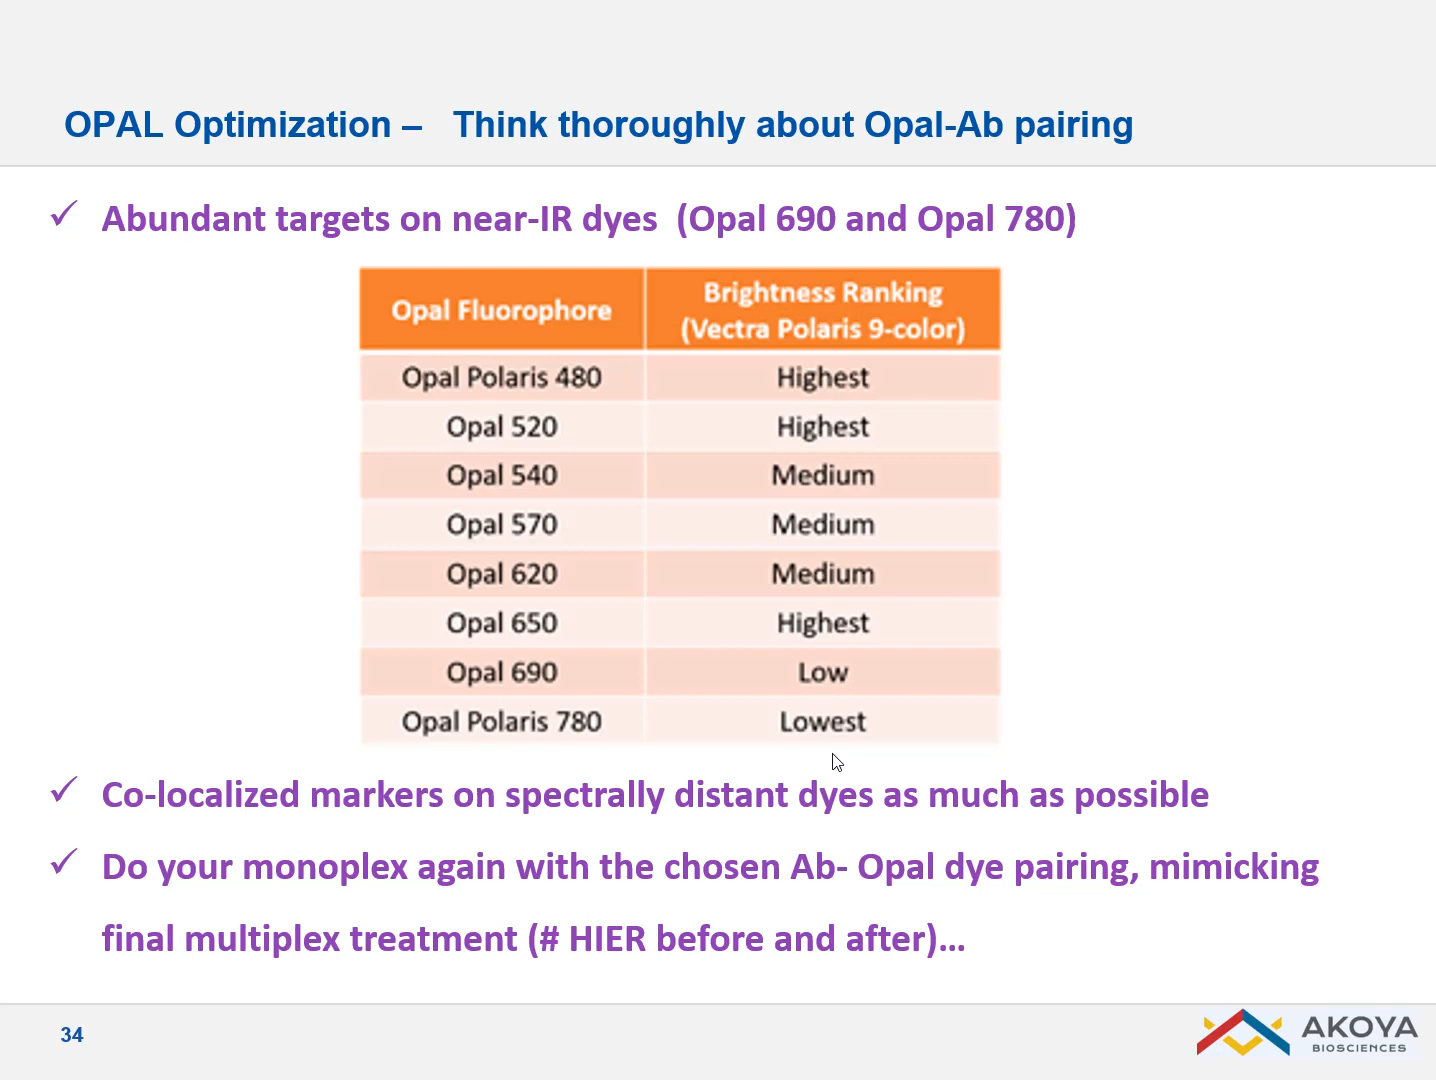 OPAL Optimization – Think thoroughly about Opal-Ab pairing
✓ Abundant targets on near-IR dyes (Opal 690 and Opal 780)
Opal Fluorophore Brightness Ranking
(Vectra Polaris 9-color)
Opal Polaris 480 Highest
Opal 520 Highest
Opal 540 Medium
Opal 570 Medium
Opal 620 Medium
Opal 650 Highest
Opal 690 Low
Opal Polaris 780 Lowest
✓ Co-localized markers on spectrally distant dyes as much as possible
✓ Do your monoplex again with the chosen Ab- Opal dye pairing, mimicking
final multiplex treatment (# HIER before and after)...
34
AKOYA
BIOSCIENCES